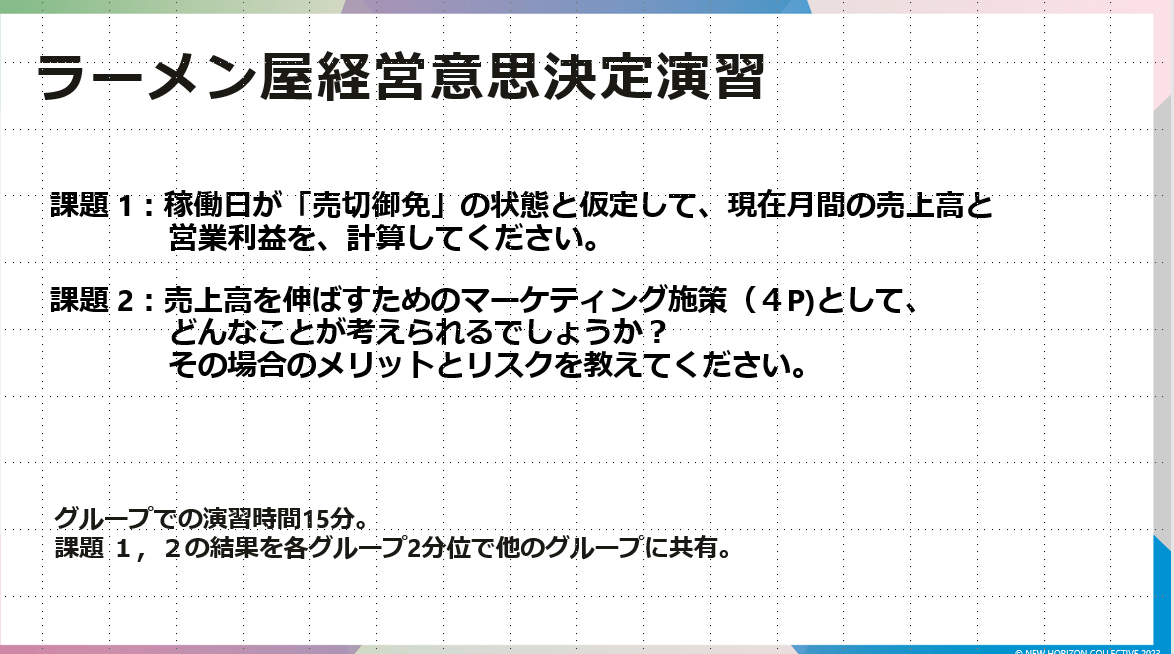 ラーメン屋経営意思決定演習
課題 1：稼働日が「売切御免」の状態と仮定して、現在月間の売上高と
営業利益を、計算してください。
課題 2：売上高を伸ばすためのマーケティング施策（４P)として、
どんなことが考えられるでしょうか？
その場合のメリットとリスクを教えてください。
グループでの演習時間15分。
課題 １，２の結果を各グループ2分位で他のグループに共有。
© NEW HORIZON COLLECTIVE 2023